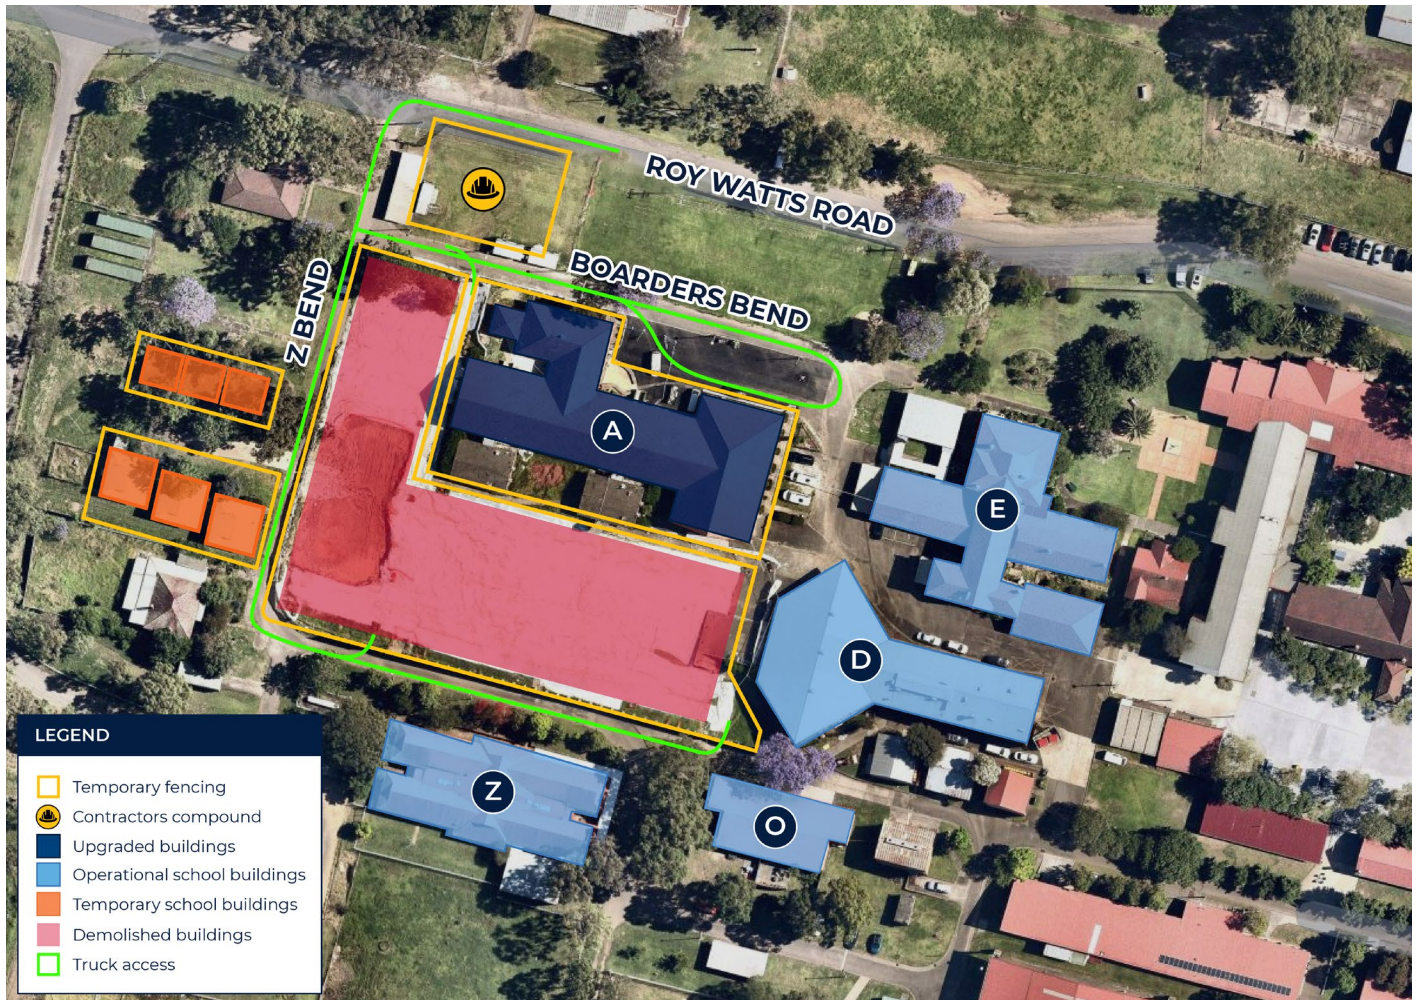 ROY WATTS ROAD
BOARDERS BEND
Z BEND
A
E
D
Z
O
LEGEND
Temporary fencing
Contractors compound
Upgraded buildings
Operational school buildings
Temporary school buildings
Demolished buildings
Truck access